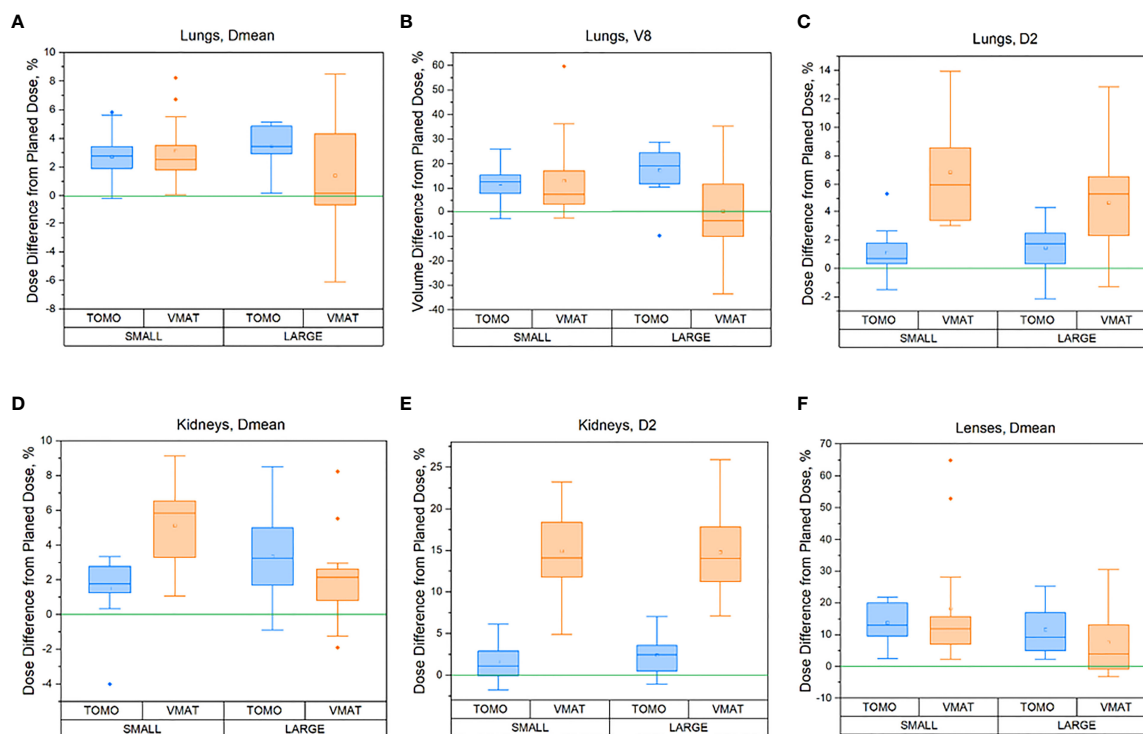 A
Lungs, Dmean
Dose Difference from Planed Dose, %
10
8
6
4
2
0
-2
-4
-6
-8
TOMO VMAT TOMO VMAT
SMALL LARGE
B
Lungs, V8
Volume Difference from Planed Dose, %
60
50
40
30
20
10
0
-10
-20
-30
-40
TOMO VMAT TOMO VMAT
SMALL LARGE
C
Lungs, D2
Dose Difference from Planed Dose, %
14
12
10
8
6
4
2
0
-2
TOMO VMAT TOMO VMAT
SMALL LARGE
D
Kidneys, Dmean
Dose Difference from Planed Dose, %
10
8
6
4
2
0
-2
-4
TOMO VMAT TOMO VMAT
SMALL LARGE
E
Kidneys, D2
Dose Difference from Planed Dose, %
25
20
15
10
5
0
TOMO VMAT TOMO VMAT
SMALL LARGE
F
Lenses, Dmean
Dose Difference from Planed Dose, %
70
60
50
40
30
20
10
0
-10
TOMO VMAT TOMO VMAT
SMALL LARGE